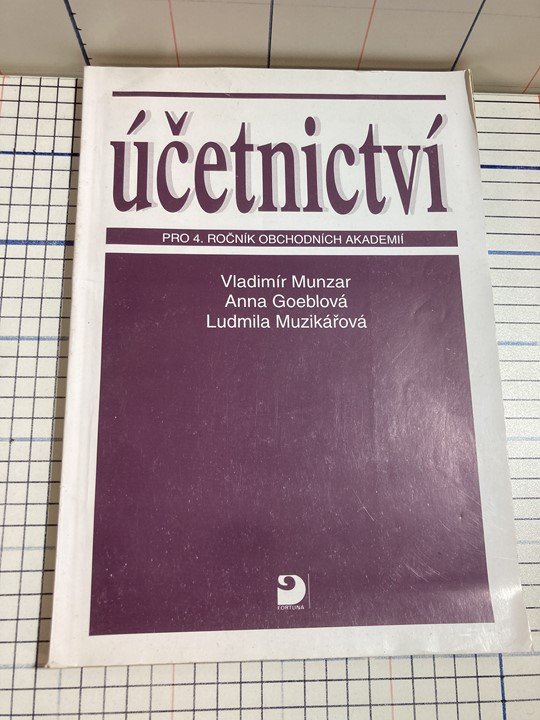 účetnictví
PRO 4. ROČNÍK OBCHODNÍCH AKADEMIÍ
Vladimír Munzar
Anna Goeblová
Ludmila Muzikářová
FORTUNA